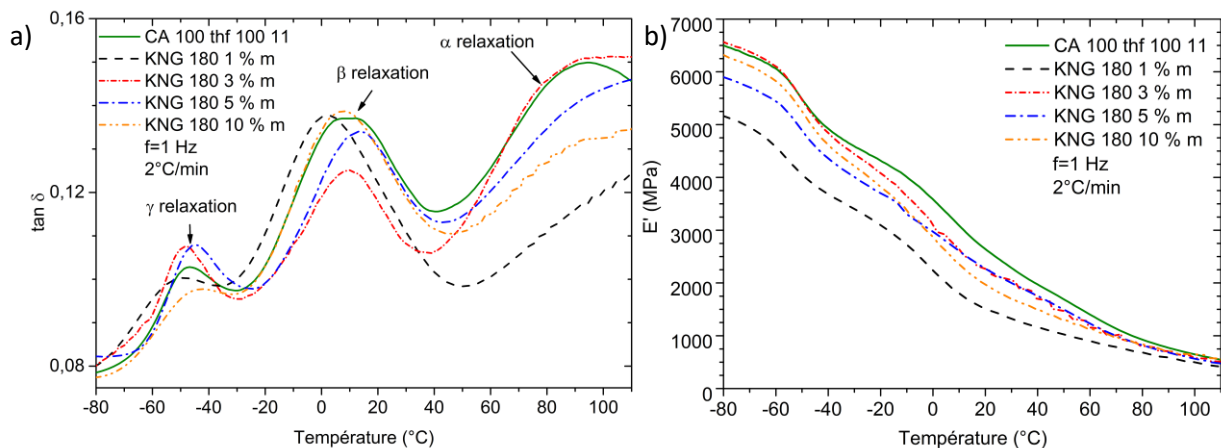 a)
0,16
0,12
0,08
tan δ
CA 100 thf 100 11
KNG 180 1 % m
KNG 180 3 % m
KNG 180 5 % m
KNG 180 10 % m
f=1 Hz
2°C/min
γ relaxation
β relaxation
α relaxation
-80 -60 -40 -20 0 20 40 60 80 100
Température (°C)
b)
7000
6000
5000
4000
3000
2000
1000
0
E' (MPa)
CA 100 thf 100 11
KNG 180 1 % m
KNG 180 3 % m
KNG 180 5 % m
KNG 180 10 % m
f=1 Hz
2°C/min
-80 -60 -40 -20 0 20 40 60 80 100
Température (°C)